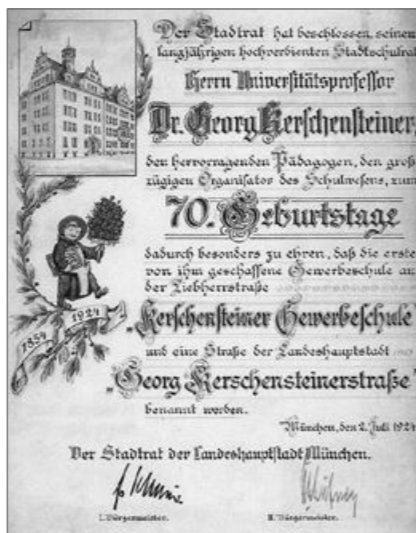 Der Stadtrat hat beschlossen, seinen
langjährigen hochverdienten Stadtschulrat
Herrn Universitätsprofessor
Dr. Georg Kerschensteiner,
den hervorragenden Pädagogen, den groß-
zügigen Organisator des Schulwesens, zum
70. Geburtstage
dadurch besonders zu ehren, daß die erste
von ihm geschaffene Gewerbeschule an
der Liebherrstraße
„Kerschensteiner Gewerbeschule“
und eine Straße der Landeshauptstadt
„Georg Kerschensteinerstraße“
benannt werden.
München, den 2. Juli 1924
Der Stadtrat der Landeshauptstadt München.
I. Bürgermeister. II. Bürgermeister.
1854 1924